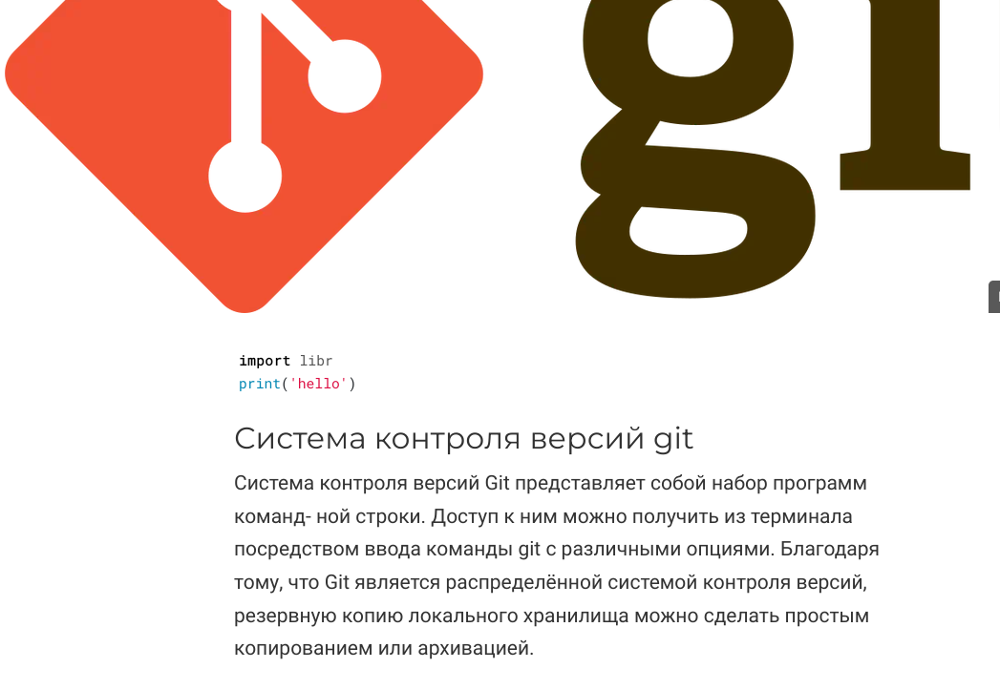 gi
import libr
print('hello')
Система контроля версий git
Система контроля версий Git представляет собой набор программ
команд- ной строки. Доступ к ним можно получить из терминала
посредством ввода команды git с различными опциями. Благодаря
тому, что Git является распределённой системой контроля версий,
резервную копию локального хранилища можно сделать простым
копированием или архивацией.